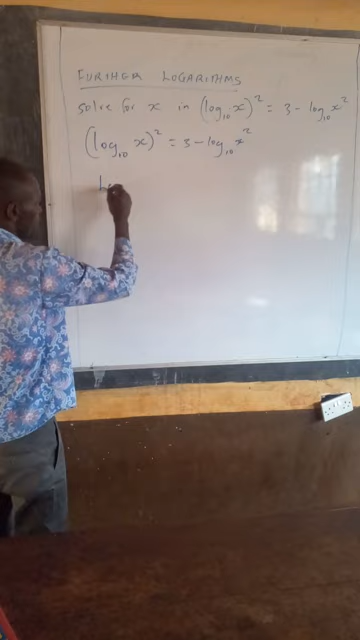 FURTHER LOGARITHMS
solve for x in (log₁₀ x)² = 3 - log₁₀ x²
(log₁₀ x)² = 3 - log₁₀ x²